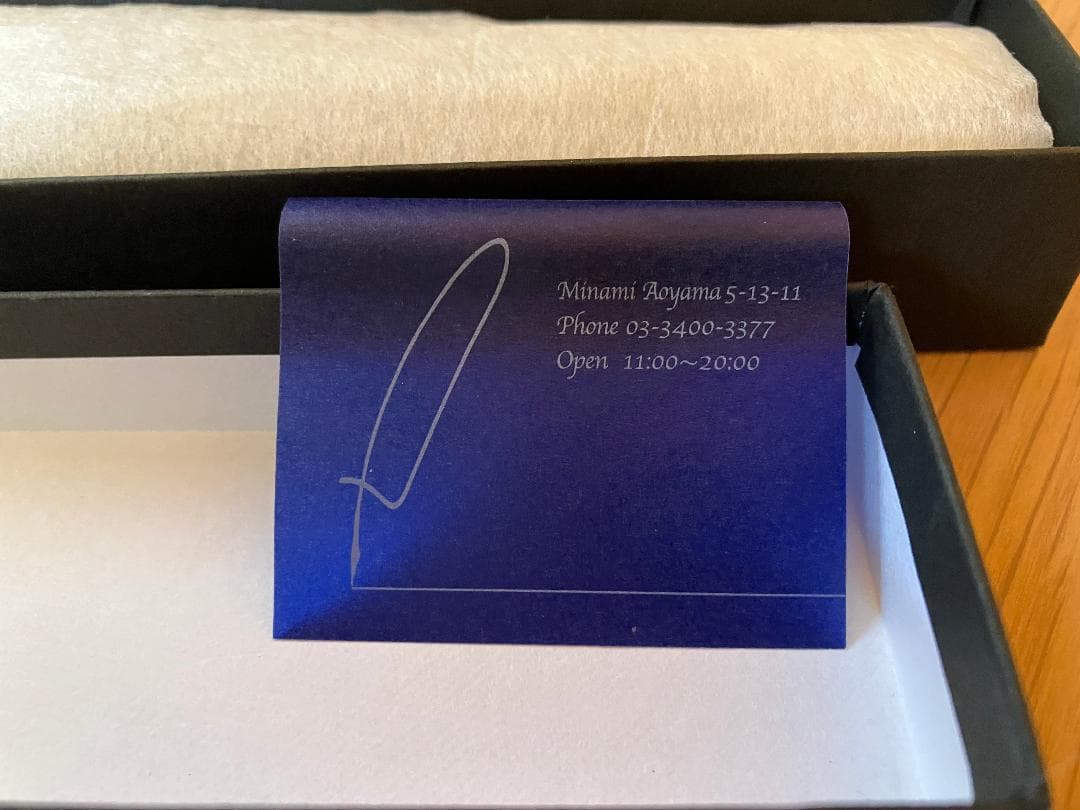 Minami Aoyama 5-13-11
Phone 03-3400-3377
Open 11:00~20:00